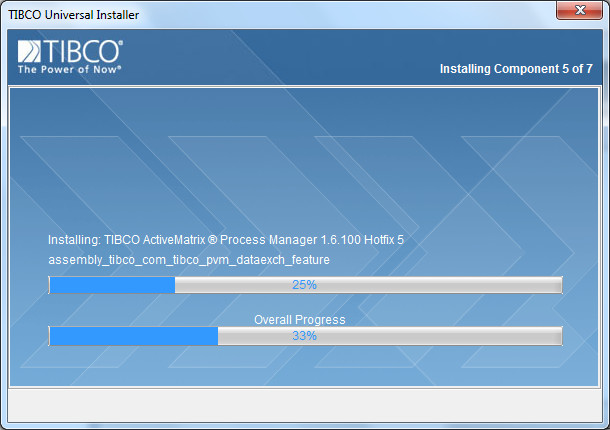 TIBCO Universal Installer
TIBCO®
The Power of Now®
Installing Component 5 of 7
Installing: TIBCO ActiveMatrix ® Process Manager 1.6.100 Hotfix 5
assembly_tibco_com_tibco_pvm_dataexch_feature
25%
Overall Progress
33%